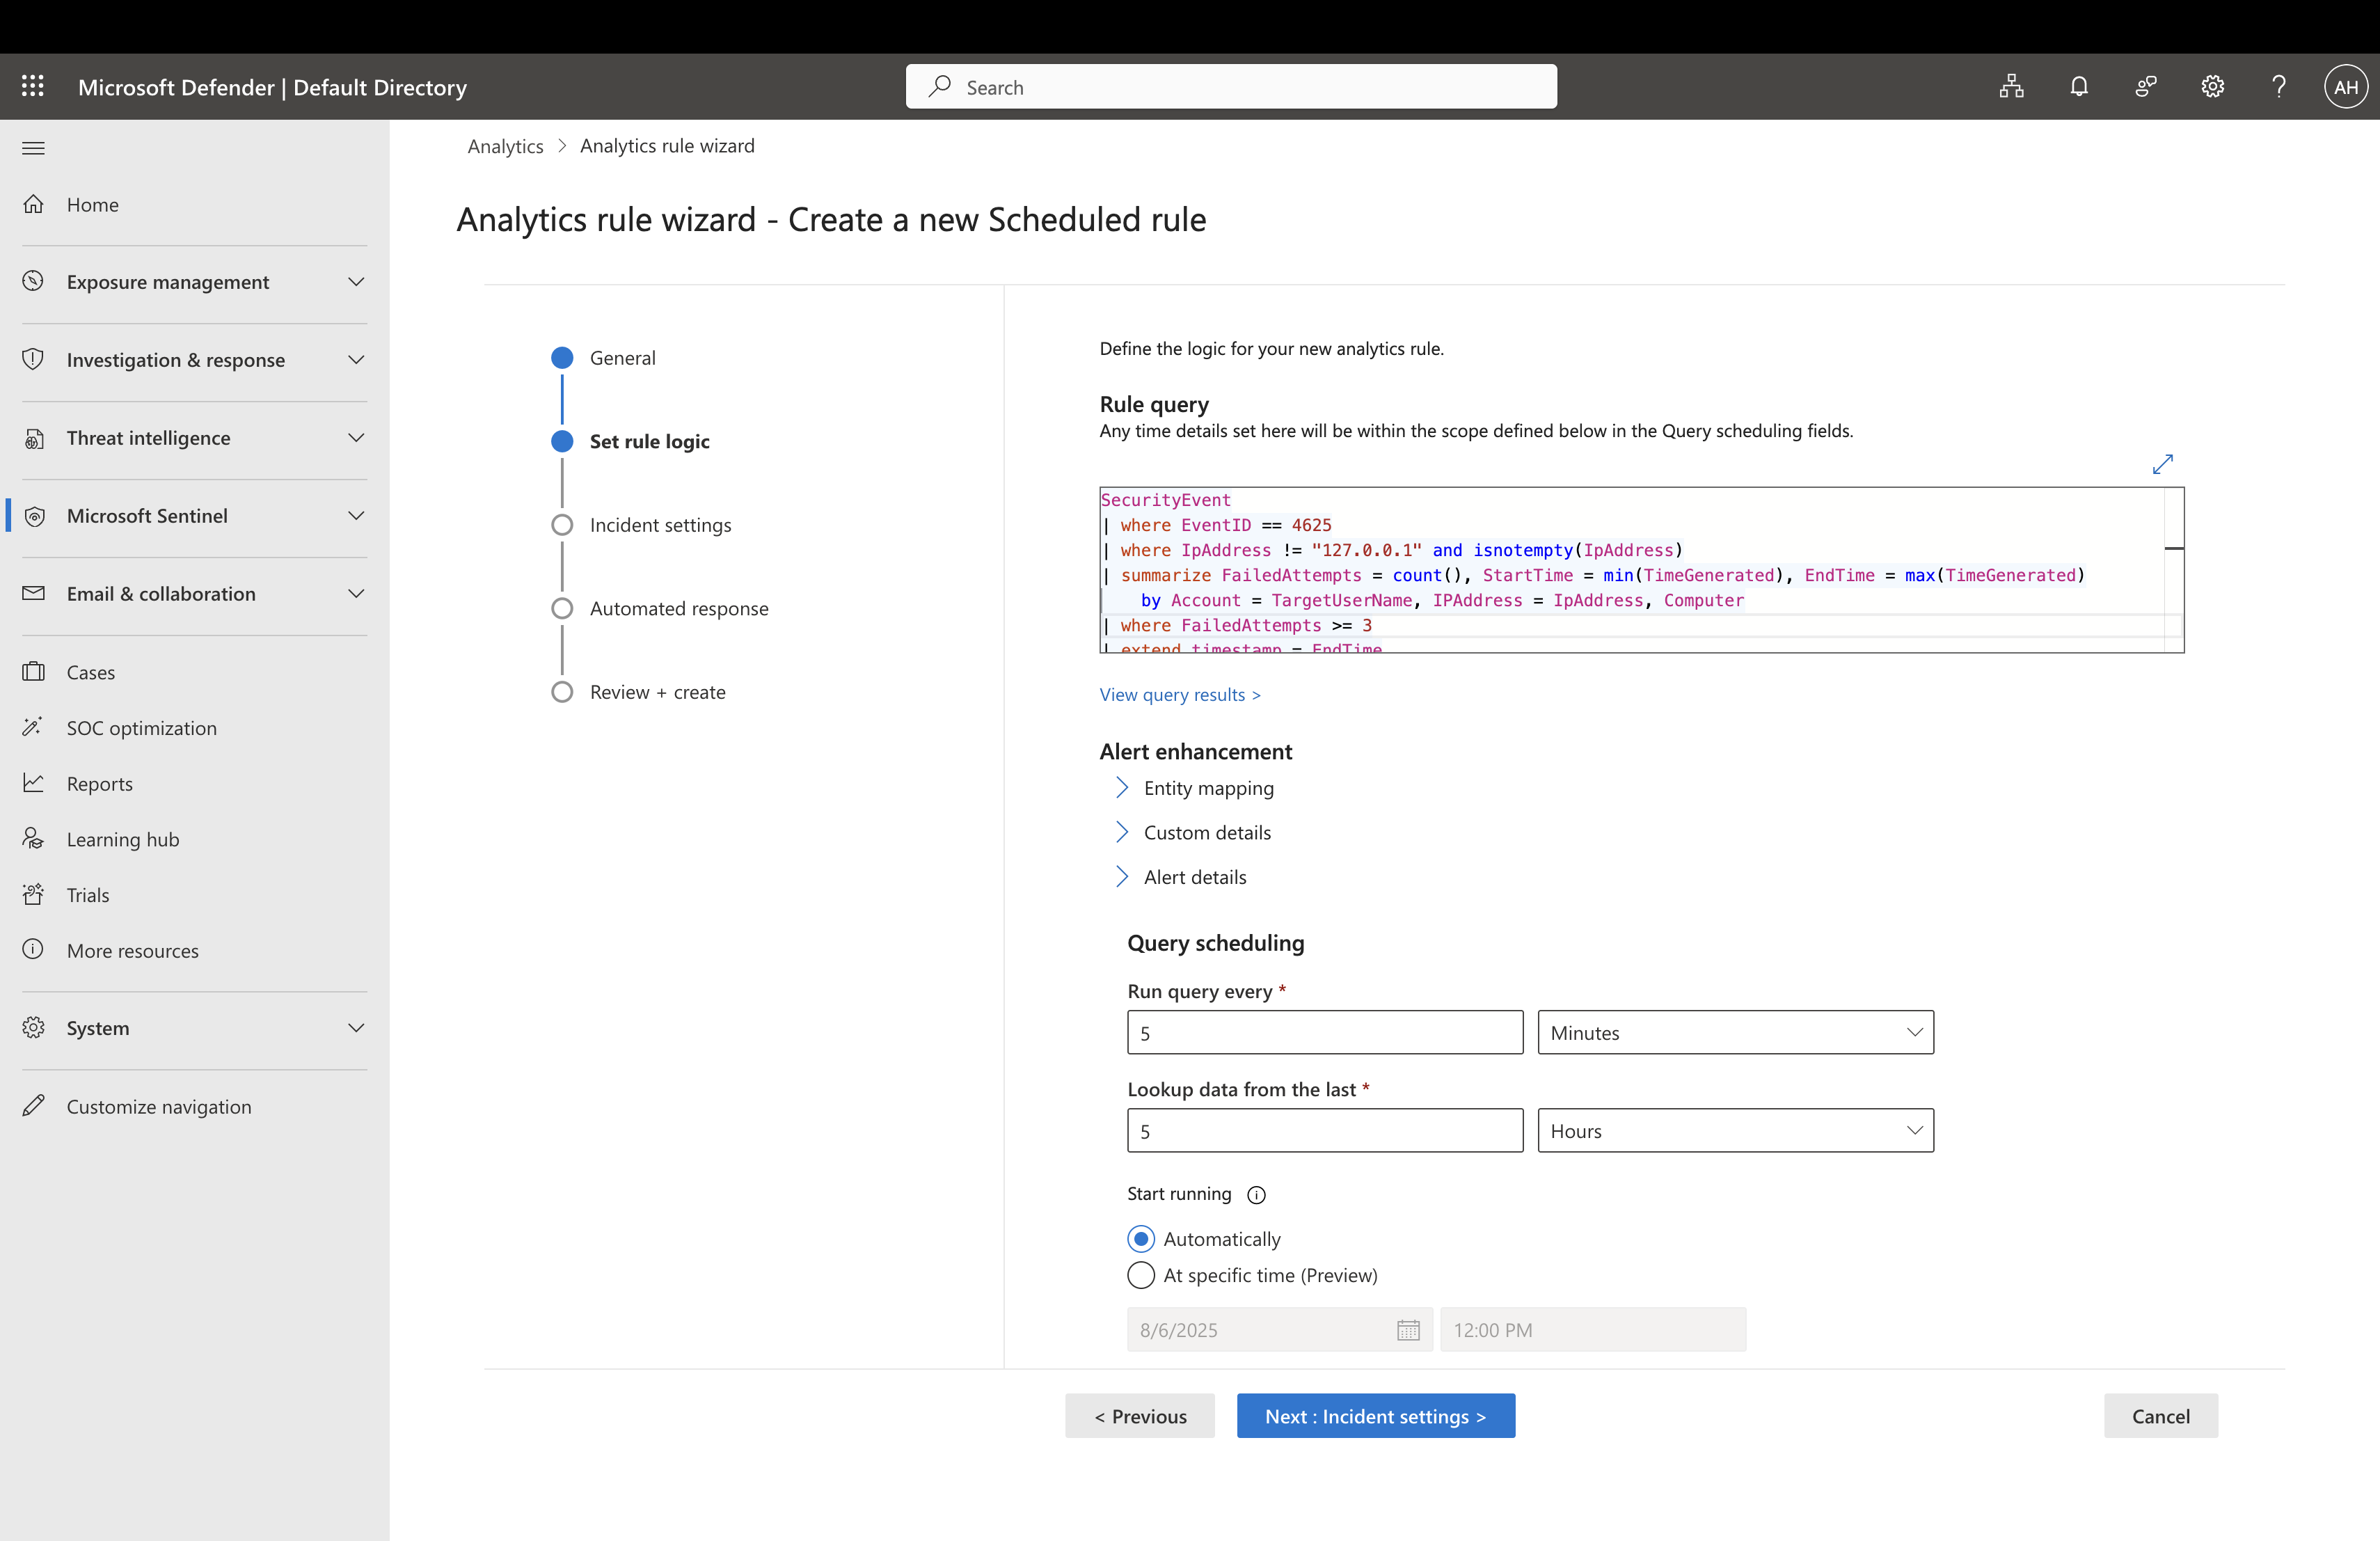 Microsoft Defender | Default Directory
Search
AH
Home
Exposure management
Investigation & response
Threat intelligence
Microsoft Sentinel
Email & collaboration
Cases
SOC optimization
Reports
Learning hub
Trials
More resources
System
Customize navigation
Analytics > Analytics rule wizard
Analytics rule wizard - Create a new Scheduled rule
General
Set rule logic
Incident settings
Automated response
Review + create
Define the logic for your new analytics rule.
Rule query
Any time details set here will be within the scope defined below in the Query scheduling fields.
SecurityEvent
| where EventID == 4625
| where IpAddress != "127.0.0.1" and isnotempty(IpAddress)
| summarize FailedAttempts = count(), StartTime = min(TimeGenerated), EndTime = max(TimeGenerated)
by Account = TargetUserName, IPAddress = IpAddress, Computer
| where FailedAttempts >= 3
| extend timestamp = EndTime
View query results >
Alert enhancement
Entity mapping
Custom details
Alert details
Query scheduling
Run query every *
5 Minutes
Lookup data from the last *
5 Hours
Start running
Automatically
At specific time (Preview)
8/6/2025 12:00 PM
< Previous
Next : Incident settings >
Cancel